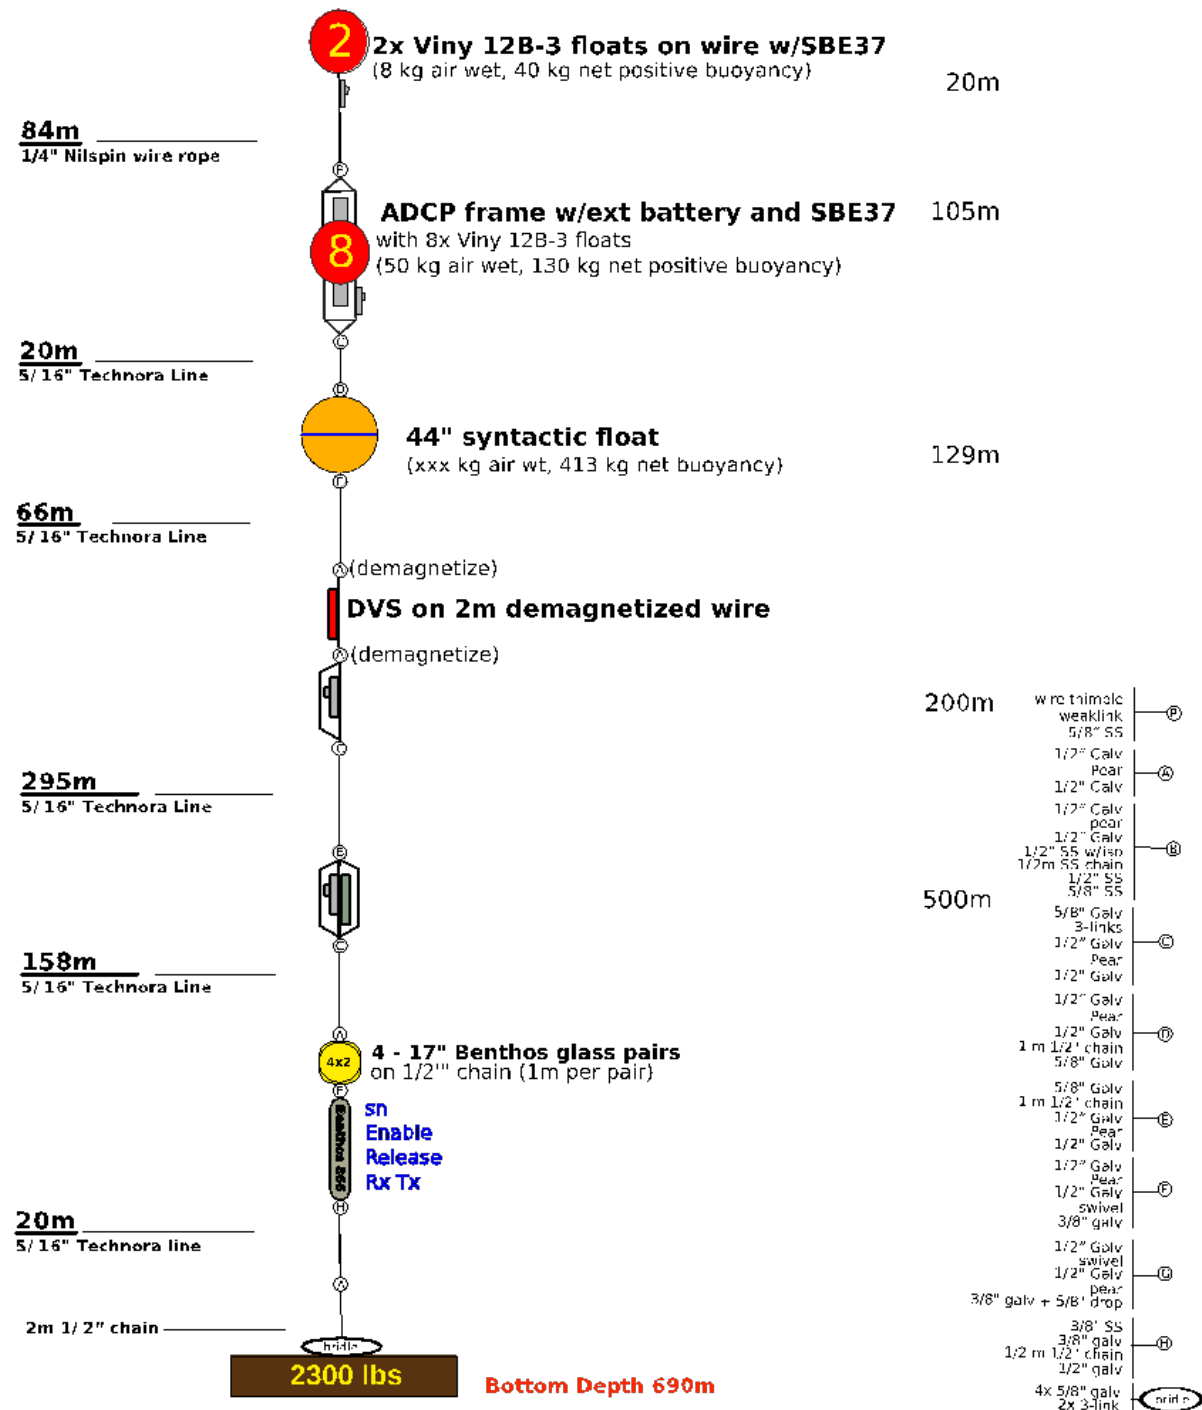 2
2x Viny 12B-3 floats on wire w/SBE37
(8 kg air wet, 40 kg net positive buoyancy)
20m
84m
1/4" Nilspin wire rope
P
ADCP frame w/ext battery and SBE37
105m
with 8x Viny 12B-3 floats
8
(50 kg air wet, 130 kg net positive buoyancy)
C
20m
5/16" Technora Line
D
44" syntactic float
(xxx kg air wt, 413 kg net buoyancy)
129m
66m
5/16" Technora Line
A
(demagnetize)
DVS on 2m demagnetized wire
A
(demagnetize)
200m
C
295m
5/16" Technora Line
E
500m
C
158m
5/16" Technora Line
A
4x2
4 - 17" Benthos glass pairs
on 1/2'" chain (1m per pair)
sn
Enable
Release
Rx Tx
H
20m
5/16" Technora line
A
2m 1/2" chain
bridle
2300 lbs
Bottom Depth 690m
wire thimble
weaklink
5/8" SS
P
1/2" Galv
Pear
1/2" Galv
A
1/2" Galv
pear
1/2" Galv
1/2" SS w/iso
1/2m SS chain
1/2" SS
5/8" SS
B
5/8" Galv
3-links
1/2" Galv
Pear
1/2" Galv
C
1/2" Galv
Pear
1/2" Galv
1 m 1/2" chain
5/8" Galv
D
5/8" Galv
1 m 1/2" chain
1/2" Galv
Pear
1/2" Galv
E
1/2" Galv
Pear
1/2" Galv
swivel
3/8" galv
F
1/2" Galv
swivel
1/2" Galv
pear
3/8" galv + 5/8" drop
G
3/8" SS
3/8" galv
1/2 m 1/2" chain
1/2" galv
H
4x 5/8" galv
2x 3-link
bridle